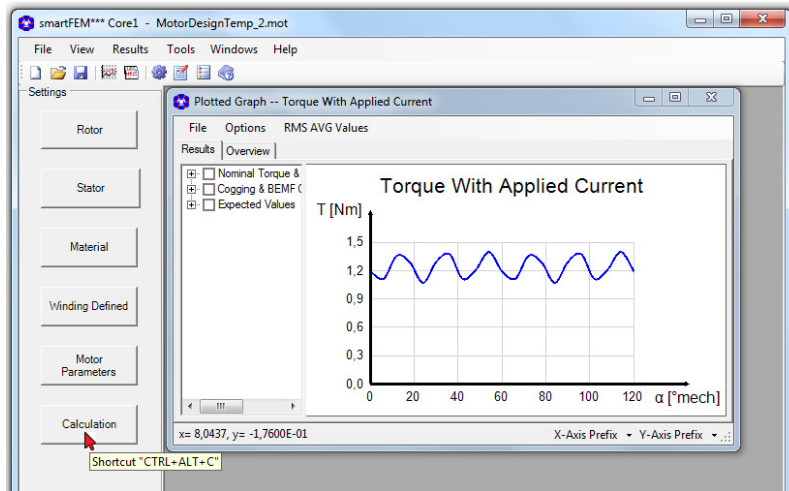 smartFEM*** Core1 - MotorDesignTemp_2.mot
File View Results Tools Windows Help
Settings
Rotor
Stator
Material
Winding Defined
Motor
Parameters
Calculation
Shortcut "CTRL+ALT+C"
Plotted Graph -- Torque With Applied Current
File Options RMS AVG Values
Results Overview
Nominal Torque &
Cogging & BEMF
Expected Values
Torque With Applied Current
T [Nm]
1,5
1,2
0,9
0,6
0,3
0,0
0 20 40 60 80 100 120 α [°mech]
x= 8,0437, y= -1,7600E-01
X-Axis Prefix Y-Axis Prefix